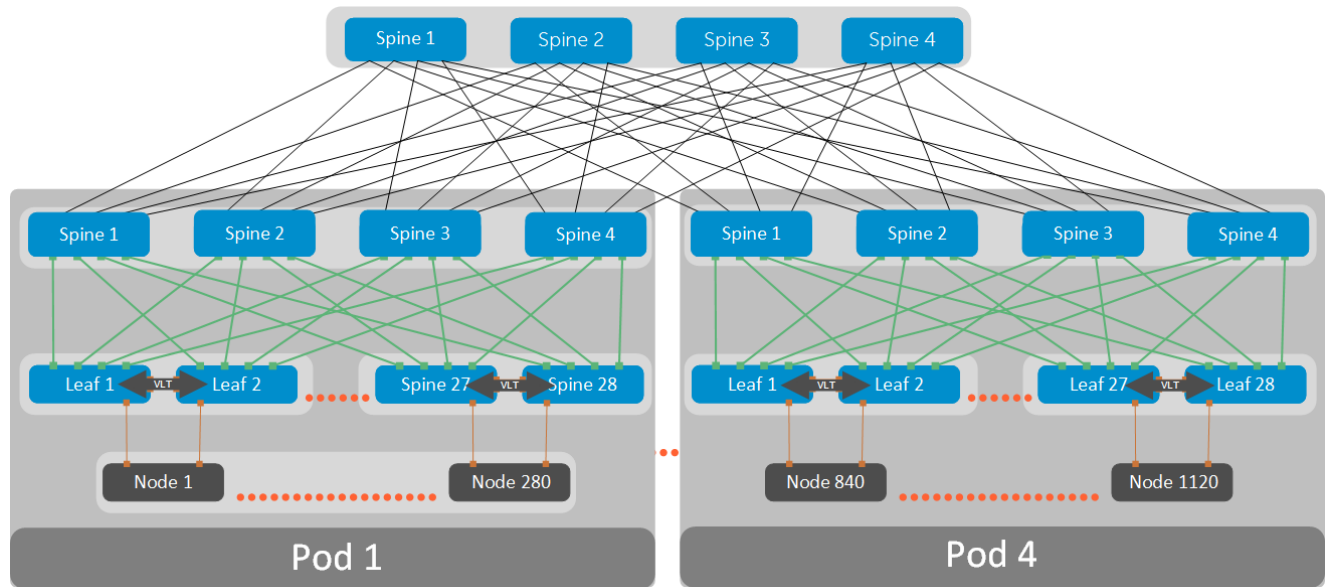 Spine 1
Spine 2
Spine 3
Spine 4
Spine 1
Spine 2
Spine 3
Spine 4
Spine 1
Spine 2
Spine 3
Spine 4
Leaf 1
VLT
Leaf 2
Spine 27
VLT
Spine 28
Leaf 1
VLT
Leaf 2
Leaf 27
VLT
Leaf 28
Node 1
Node 280
Node 840
Node 1120
Pod 1
Pod 4